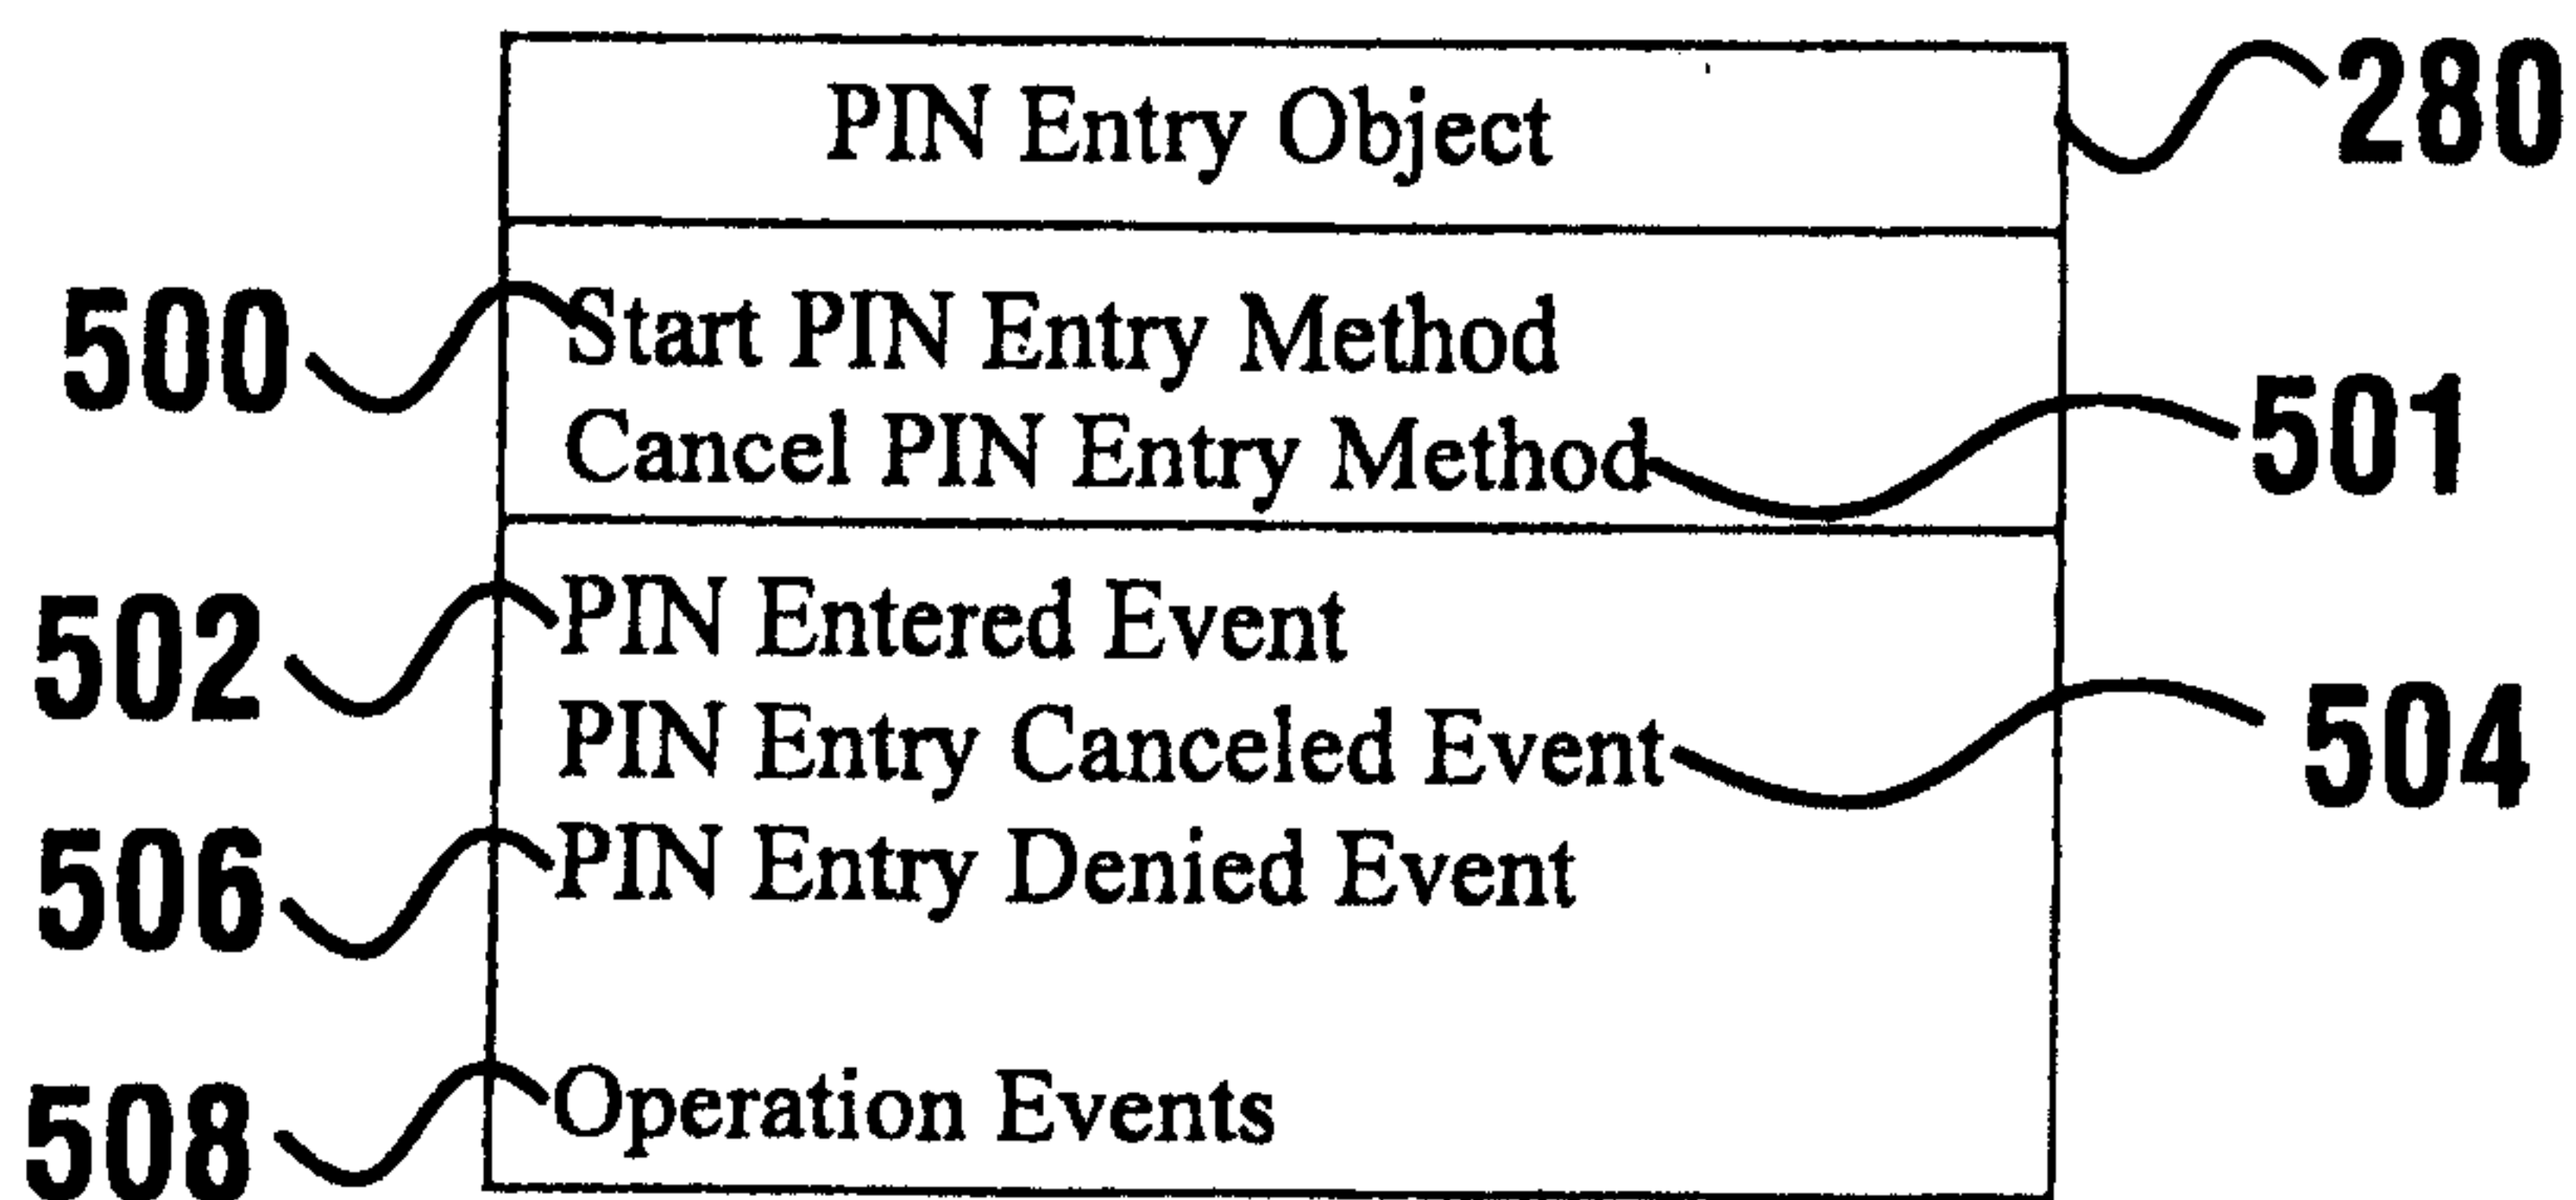 PIN Entry Object
280
500
Start PIN Entry Method
Cancel PIN Entry Method
501
502
PIN Entered Event
PIN Entry Canceled Event
504
506
PIN Entry Denied Event
508
Operation Events